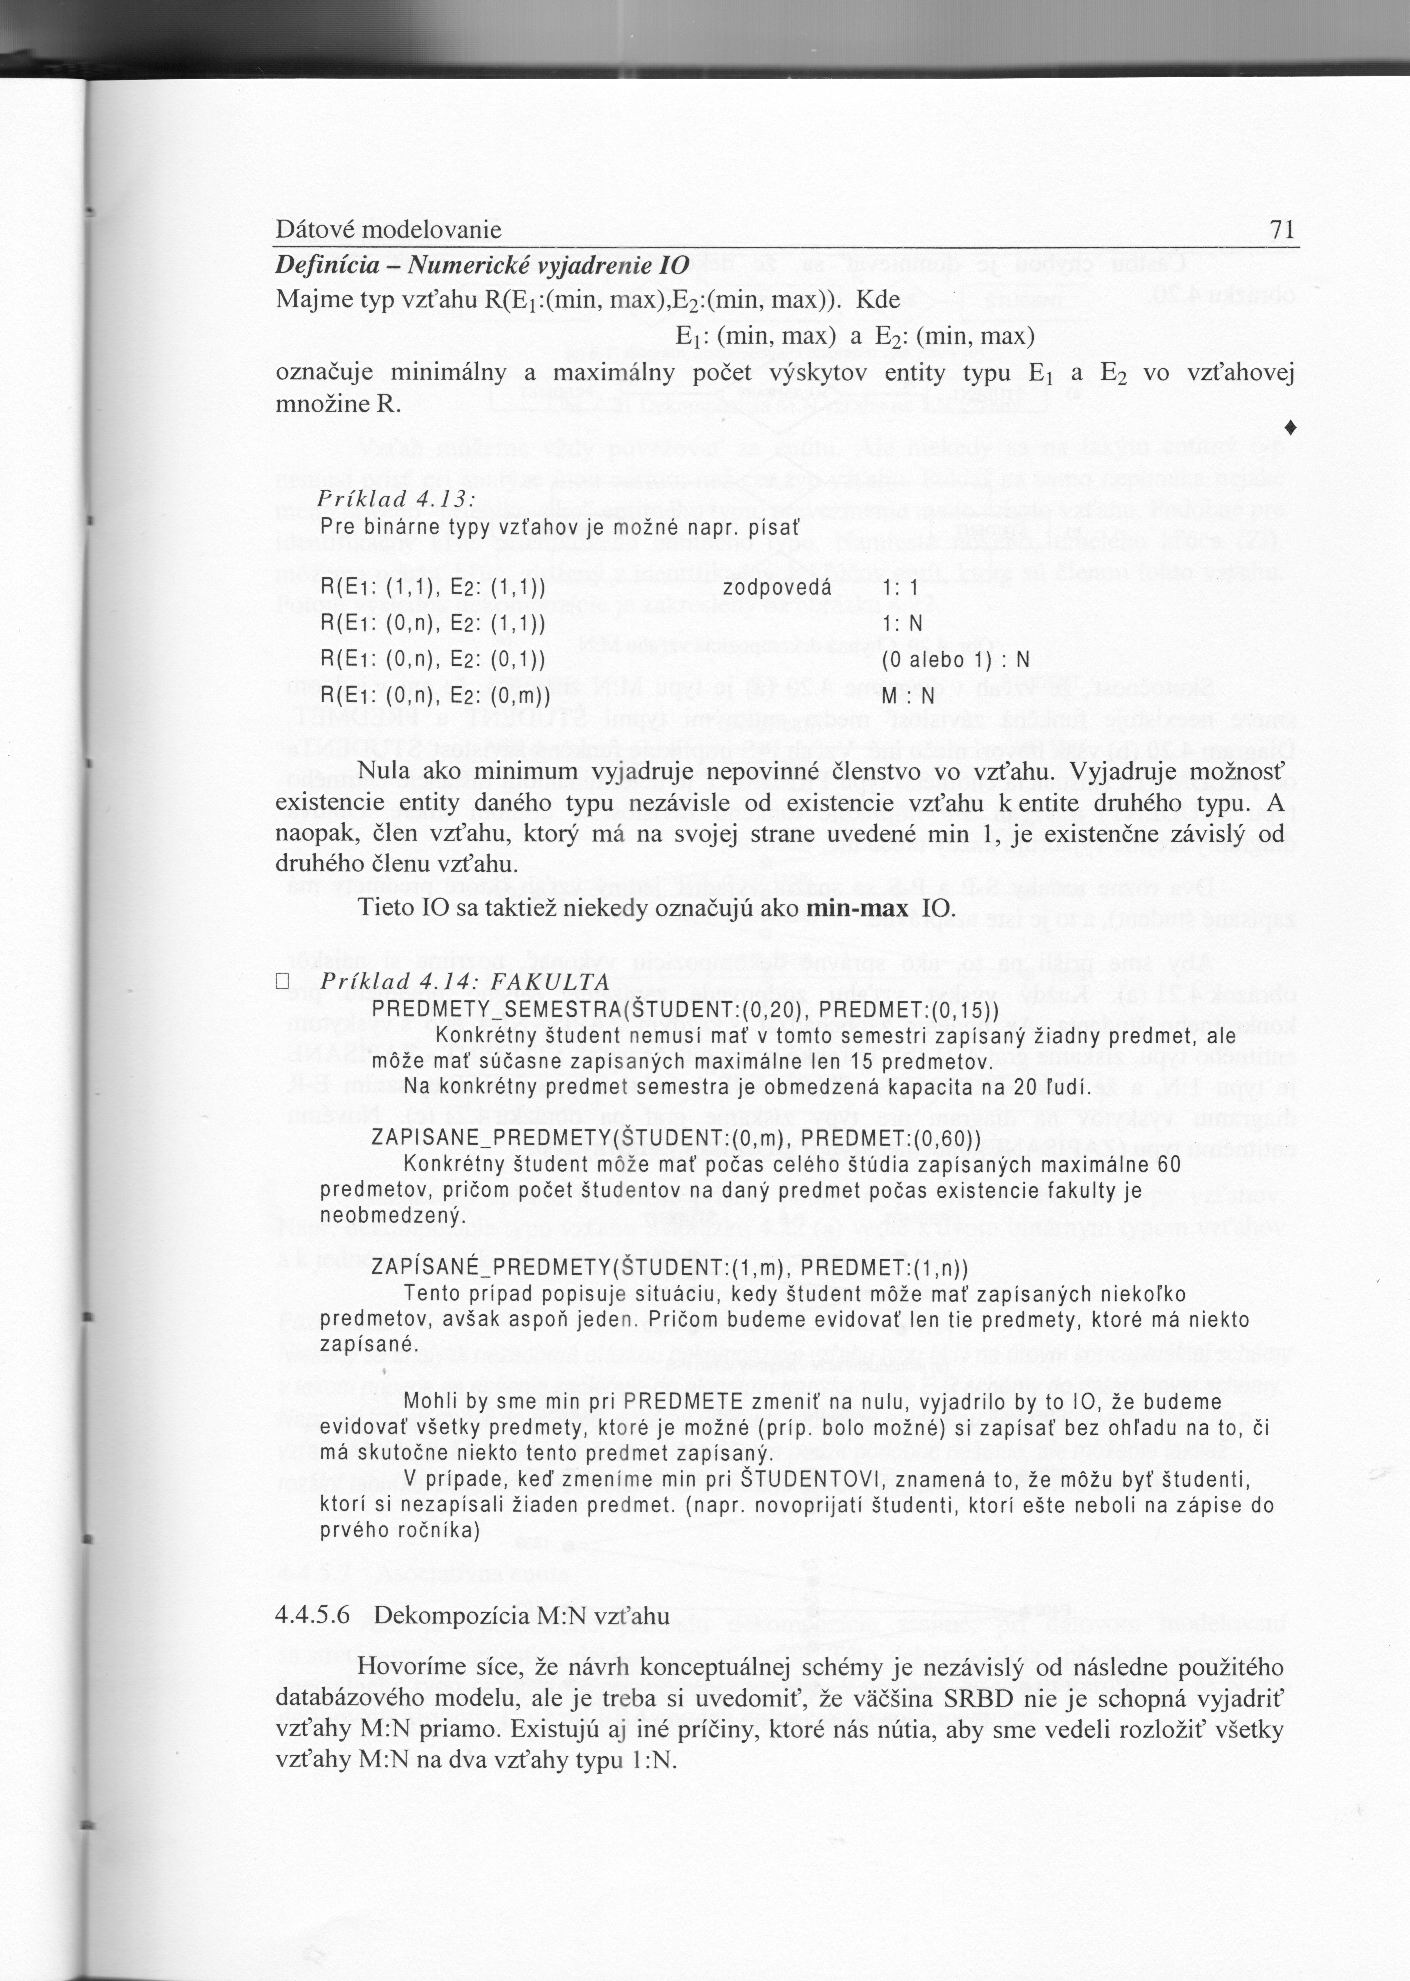 Dátové modelovanie 71
Definícia – Numerické vyjadrenie IO
Majme typ vzťahu R(E1:(min, max),E2:(min, max)). Kde
E1: (min, max) a E2: (min, max)
označuje minimálny a maximálny počet výskytov entity typu E1 a E2 vo vzťahovej
množine R.
♦
Príklad 4.13:
Pre binárne typy vzťahov je možné napr. písať
R(E1: (1,1), E2: (1,1)) zodpovedá 1: 1
R(E1: (0,n), E2: (1,1)) 1: N
R(E1: (0,n), E2: (0,1)) (0 alebo 1) : N
R(E1: (0,n), E2: (0,m)) M : N
Nula ako minimum vyjadruje nepovinné členstvo vo vzťahu. Vyjadruje možnosť
existencie entity daného typu nezávisle od existencie vzťahu k entite druhého typu. A
naopak, člen vzťahu, ktorý má na svojej strane uvedené min 1, je existenčne závislý od
druhého členu vzťahu.
Tieto IO sa taktiež niekedy označujú ako min-max IO.
□ Príklad 4.14: FAKULTA
PREDMETY_SEMESTRA(ŠTUDENT:(0,20), PREDMET:(0,15))
Konkrétny študent nemusí mať v tomto semestri zapísaný žiadny predmet, ale
môže mať súčasne zapísaných maximálne len 15 predmetov.
Na konkrétny predmet semestra je obmedzená kapacita na 20 ľudí.
ZAPISANE_PREDMETY(ŠTUDENT:(0,m), PREDMET:(0,60))
Konkrétny študent môže mať počas celého štúdia zapísaných maximálne 60
predmetov, pričom počet študentov na daný predmet počas existencie fakulty je
neobmedzený.
ZAPÍSANÉ_PREDMETY(ŠTUDENT:(1,m), PREDMET:(1,n))
Tento prípad popisuje situáciu, kedy študent môže mať zapísaných niekoľko
predmetov, avšak aspoň jeden. Pričom budeme evidovať len tie predmety, ktoré má niekto
zapísané.
Mohli by sme min pri PREDMETE zmeniť na nulu, vyjadrilo by to IO, že budeme
evidovať všetky predmety, ktoré je možné (príp. bolo možné) si zapísať bez ohľadu na to, či
má skutočne niekto tento predmet zapísaný.
V prípade, keď zmeníme min pri ŠTUDENTOVI, znamená to, že môžu byť študenti,
ktorí si nezapísali žiaden predmet. (napr. novoprijatí študenti, ktorí ešte neboli na zápise do
prvého ročníka)
4.4.5.6 Dekompozícia M:N vzťahu
Hovoríme síce, že návrh konceptuálnej schémy je nezávislý od následne použitého
databázového modelu, ale je treba si uvedomiť, že väčšina SRBD nie je schopná vyjadriť
vzťahy M:N priamo. Existujú aj iné príčiny, ktoré nás nútia, aby sme vedeli rozložiť všetky
vzťahy M:N na dva vzťahy typu 1:N.